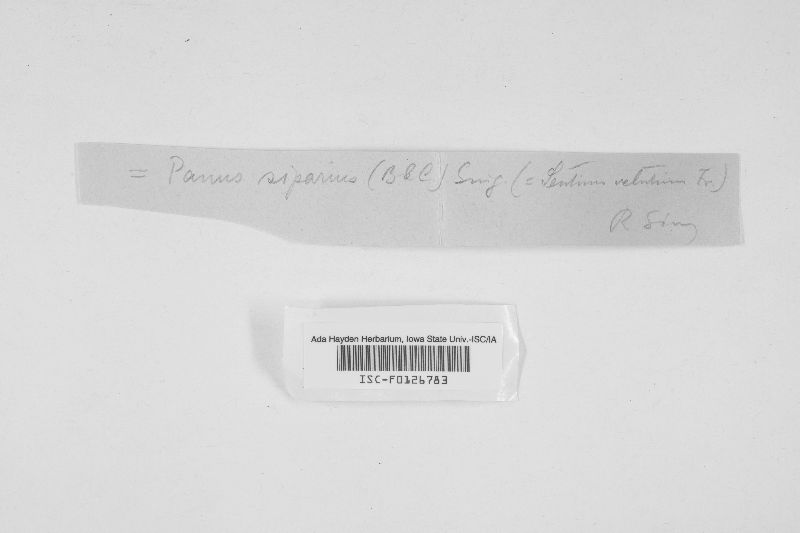 = Panus siparius (B & C) Sing. (= Lentinus velutinus Fr.)
R Sing
Ada Hayden Herbarium, Iowa State Univ.-ISC/IA
ISC-F0126783